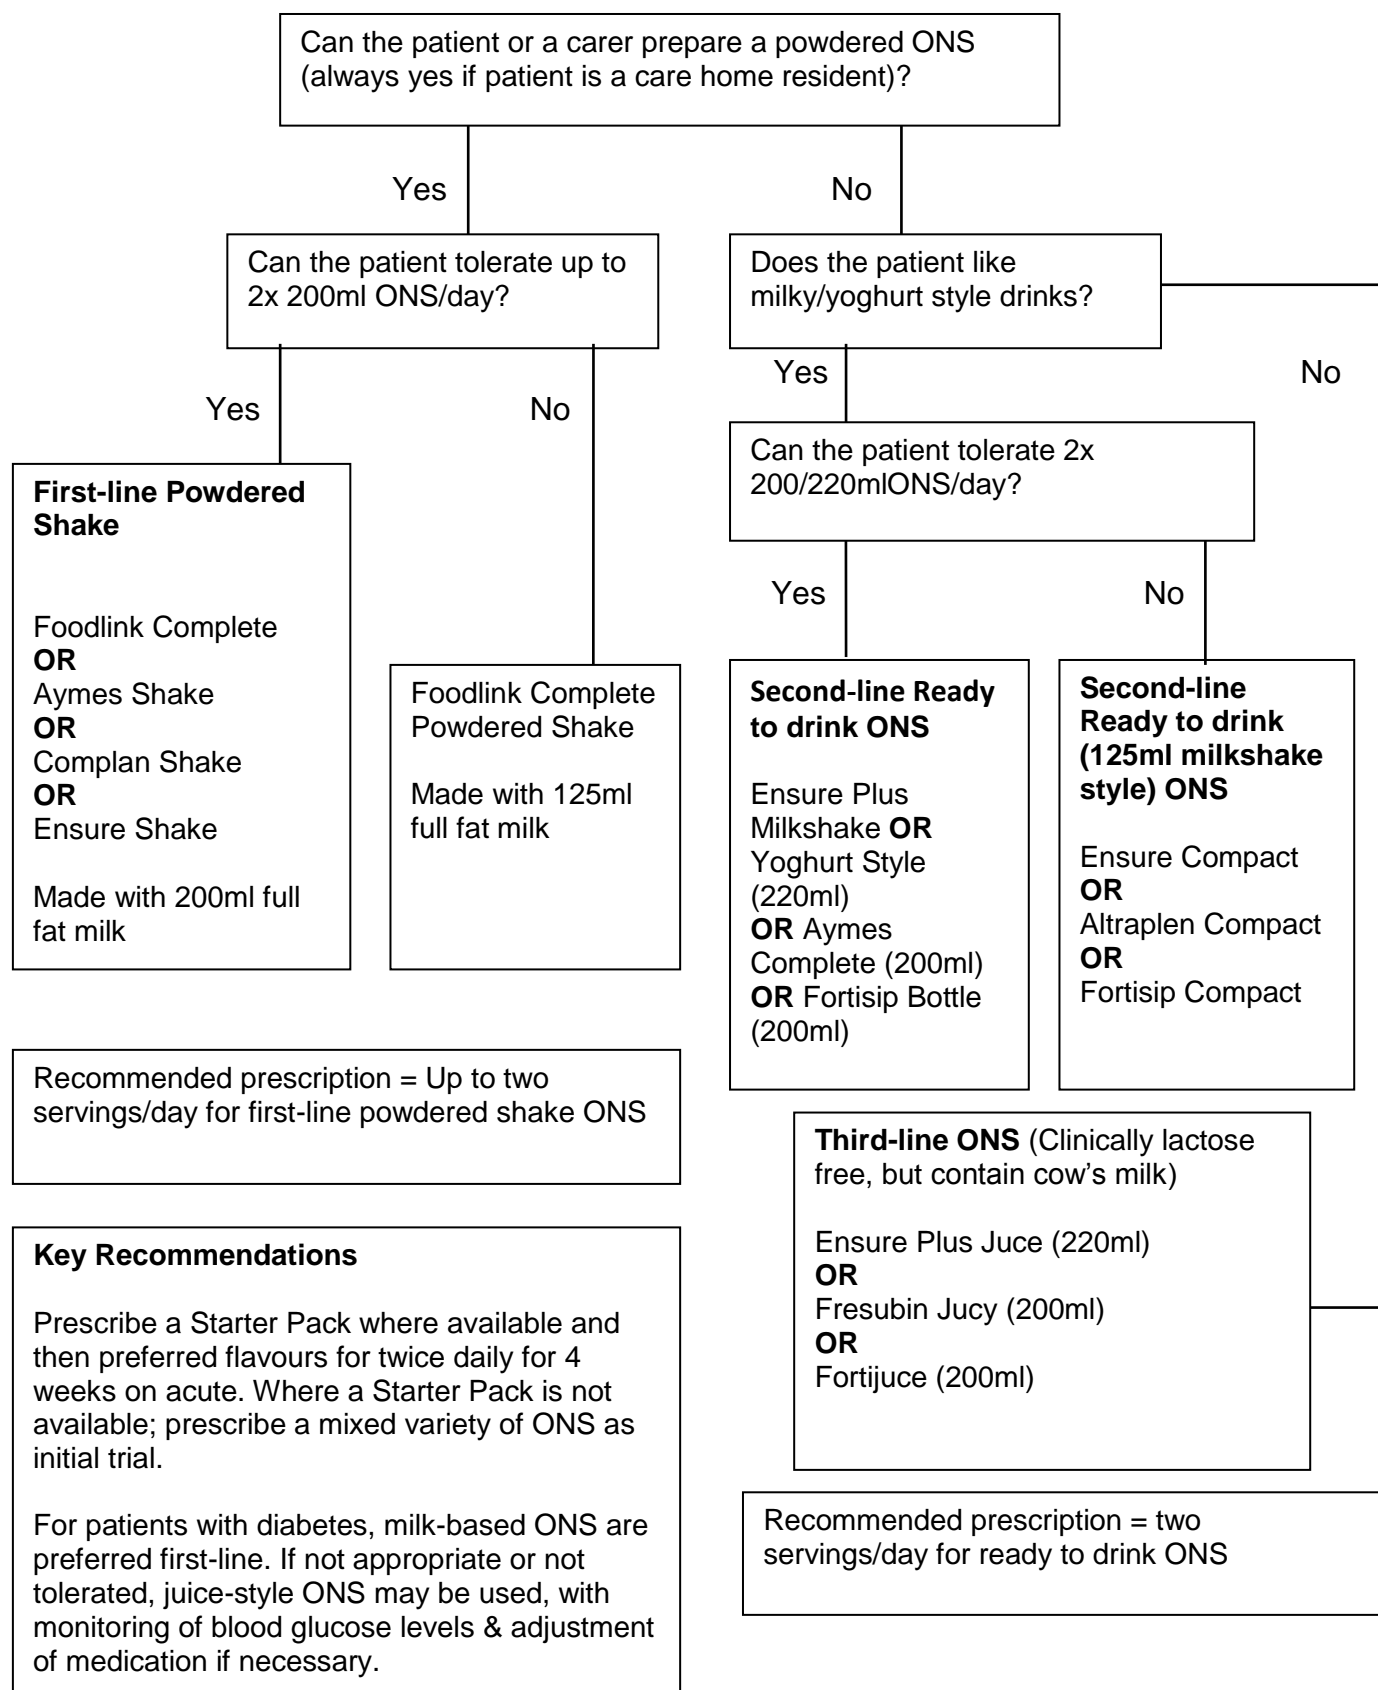 Can the patient or a carer prepare a powdered ONS
(always yes if patient is a care home resident)?
Yes
No
Can the patient tolerate up to
2x 200ml ONS/day?
Does the patient like
milky/yoghurt style drinks?
Yes
No
Yes
No
Can the patient tolerate 2x
200/220mlONS/day?
Yes
No
First-line Powdered
Shake
Foodlink Complete
OR
Aymes Shake
OR
Complan Shake
OR
Ensure Shake
Made with 200ml full
fat milk
Foodlink Complete
Powdered Shake
Made with 125ml
full fat milk
Second-line Ready
to drink ONS
Ensure Plus
Milkshake OR
Yoghurt Style
(220ml)
OR Aymes
Complete (200ml)
OR Fortisip Bottle
(200ml)
Second-line
Ready to drink
(125ml milkshake
style) ONS
Ensure Compact
OR
Altraplen Compact
OR
Fortisip Compact
Recommended prescription = Up to two
servings/day for first-line powdered shake ONS
Third-line ONS (Clinically lactose
free, but contain cow’s milk)
Ensure Plus Juce (220ml)
OR
Fresubin Jucy (200ml)
OR
Fortijuce (200ml)
Key Recommendations
Prescribe a Starter Pack where available and
then preferred flavours for twice daily for 4
weeks on acute. Where a Starter Pack is not
available; prescribe a mixed variety of ONS as
initial trial.
For patients with diabetes, milk-based ONS are
preferred first-line. If not appropriate or not
tolerated, juice-style ONS may be used, with
monitoring of blood glucose levels & adjustment
of medication if necessary.
Recommended prescription = two
servings/day for ready to drink ONS